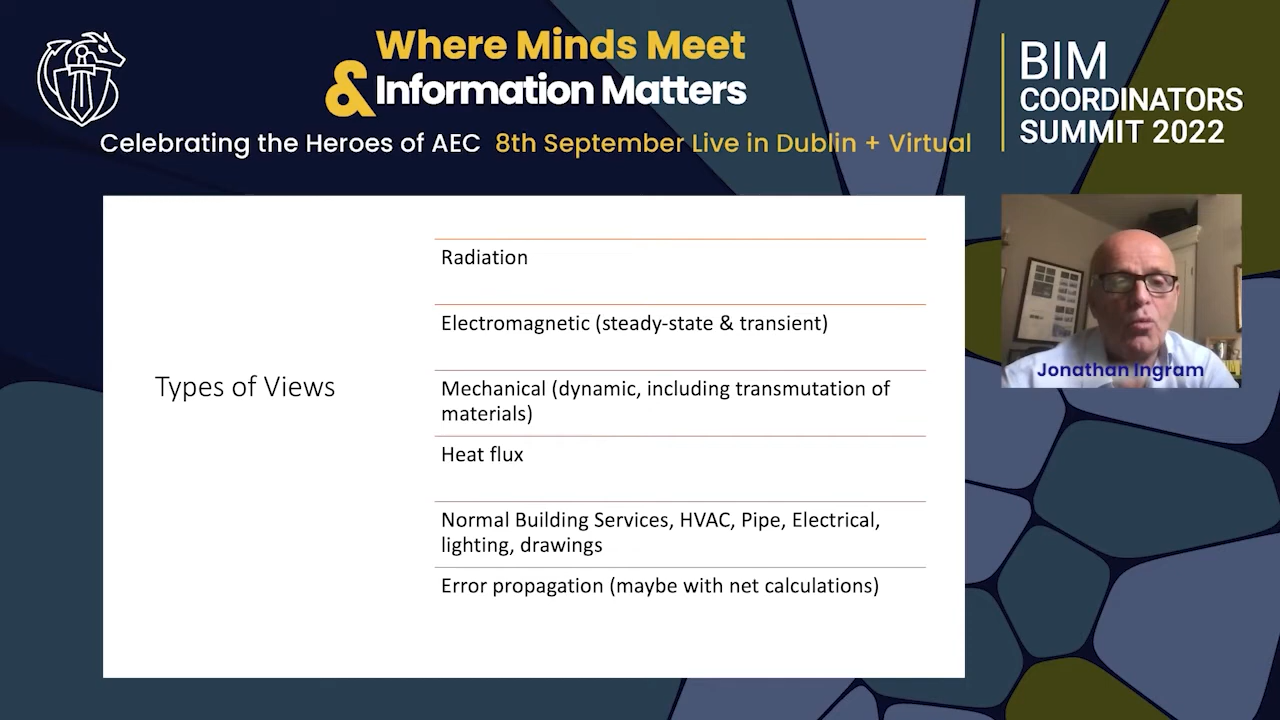 Where Minds Meet
& Information Matters
Celebrating the Heroes of AEC 8th September Live in Dublin + Virtual
BIM
COORDINATORS
SUMMIT 2022
Types of Views
Radiation
Electromagnetic (steady-state & transient)
Mechanical (dynamic, including transmutation of
materials)
Heat flux
Normal Building Services, HVAC, Pipe, Electrical,
lighting, drawings
Error propagation (maybe with net calculations)
Jonathan Ingram